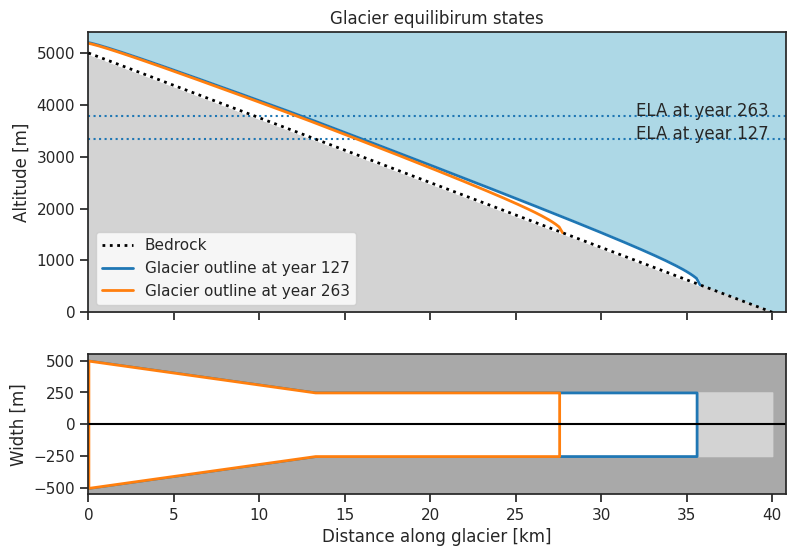 Glacier equilibirum states
5000
4000
3000
2000
1000
0
Altitude [m]
ELA at year 263
ELA at year 127
Bedrock
Glacier outline at year 127
Glacier outline at year 263
500
250
0
−250
−500
Width [m]
0 5 10 15 20 25 30 35 40
Distance along glacier [km]